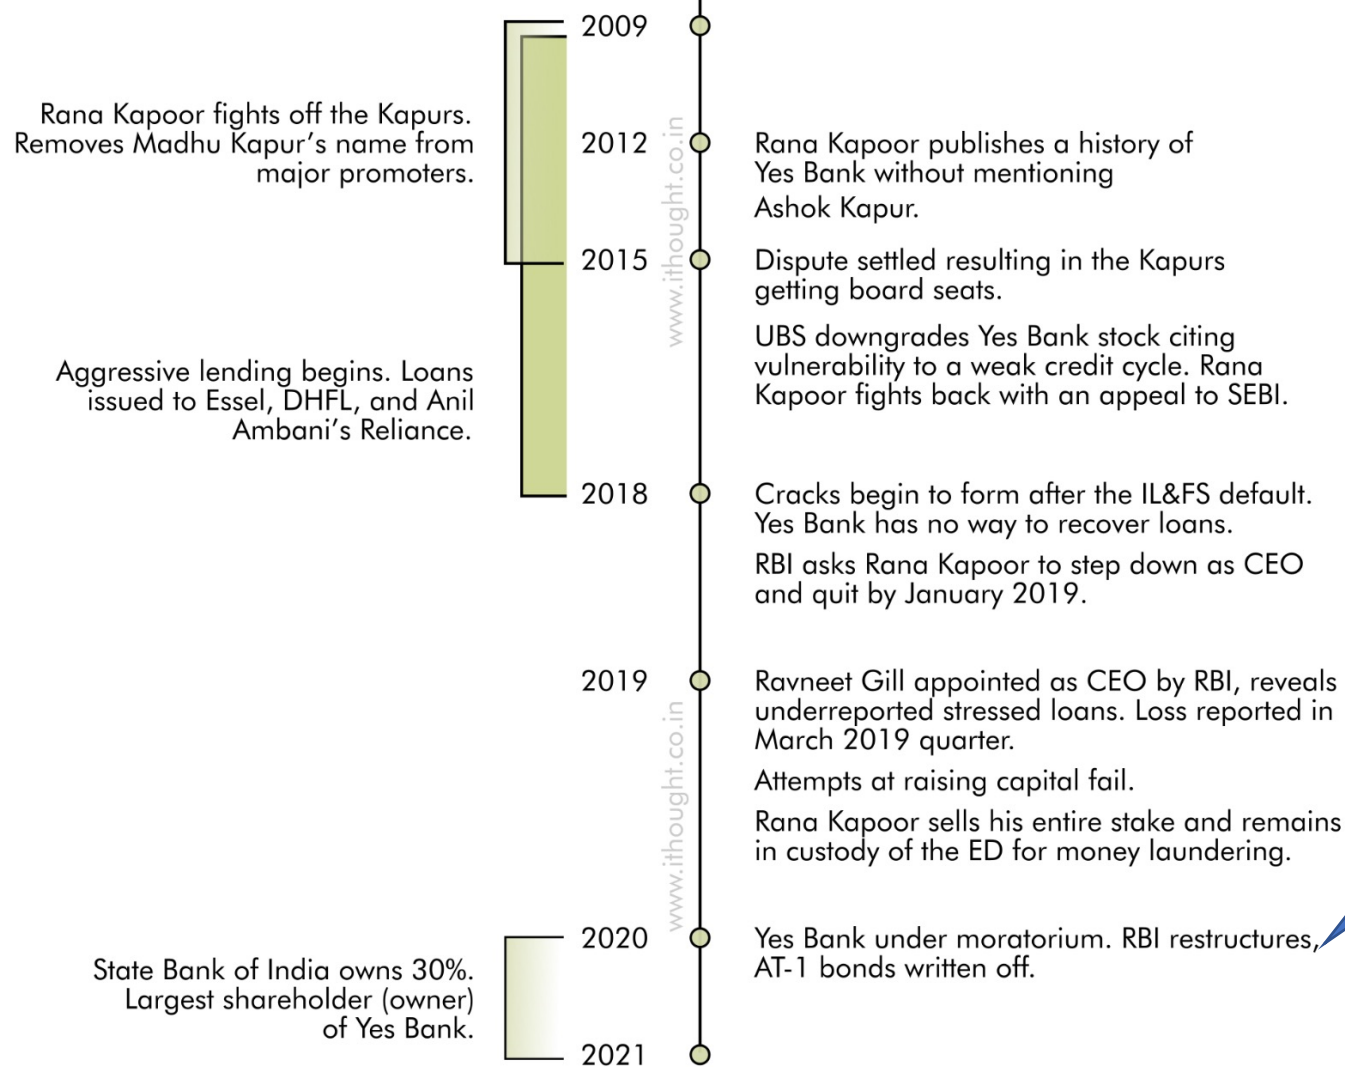 2009
Rana Kapoor fights off the Kapurs.
Removes Madhu Kapur's name from
major promoters.
2012
Rana Kapoor publishes a history of
Yes Bank without mentioning
Ashok Kapur.
www.ithought.co.in
2015
Dispute settled resulting in the Kapurs
getting board seats.
UBS downgrades Yes Bank stock citing
vulnerability to a weak credit cycle. Rana
Kapoor fights back with an appeal to SEBI.
Aggressive lending begins. Loans
issued to Essel, DHFL, and Anil
Ambani's Reliance.
2018
Cracks begin to form after the IL&FS default.
Yes Bank has no way to recover loans.
RBI asks Rana Kapoor to step down as CEO
and quit by January 2019.
2019
Ravneet Gill appointed as CEO by RBI, reveals
underreported stressed loans. Loss reported in
March 2019 quarter.
Attempts at raising capital fail.
Rana Kapoor sells his entire stake and remains
in custody of the ED for money laundering.
www.ithought.co.in
2020
Yes Bank under moratorium. RBI restructures,
AT-1 bonds written off.
State Bank of India owns 30%.
Largest shareholder (owner)
of Yes Bank.
2021